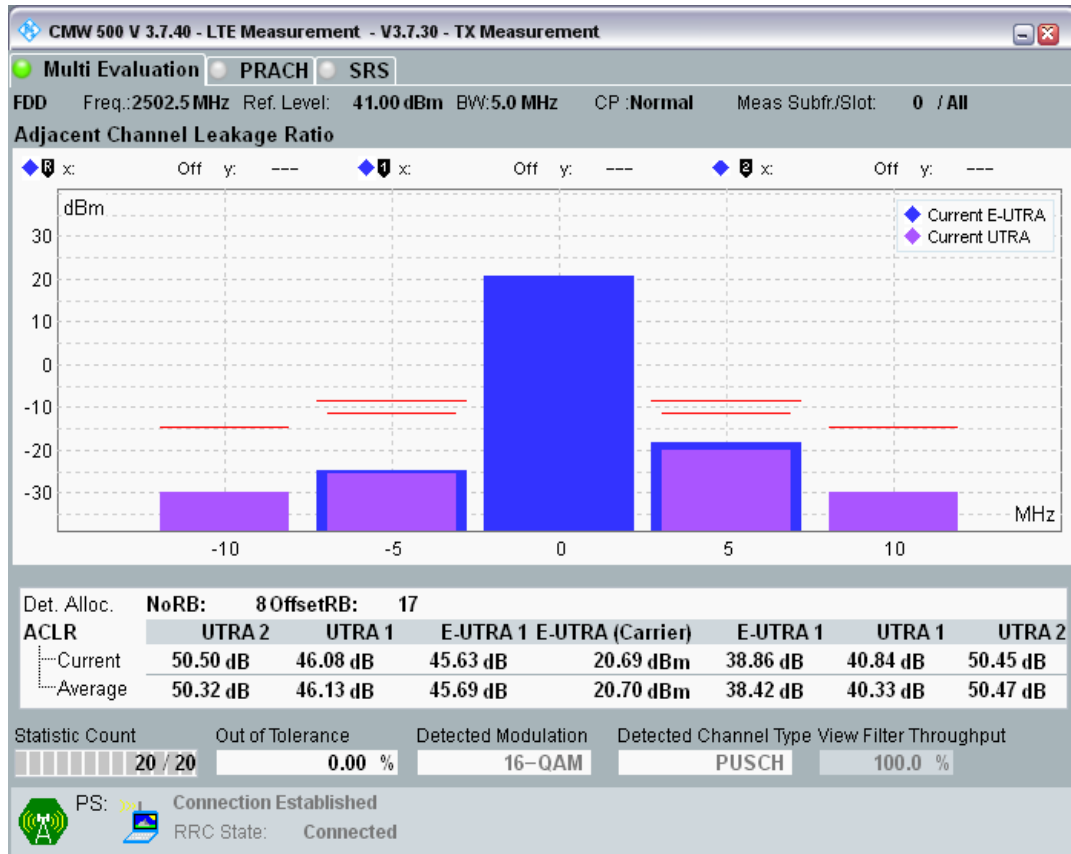 CMW 500 V 3.7.40 - LTE Measurement - V3.7.30 - TX Measurement
Multi Evaluation PRACH SRS
FDD Freq.:2502.5 MHz Ref. Level: 41.00 dBm BW:5.0 MHz CP :Normal Meas Subfr./Slot: 0 / All
Adjacent Channel Leakage Ratio
R x: Off y: --- 1 x: Off y: --- 2 x: Off y: ---
dBm
Current E-UTRA
Current UTRA
30
20
10
0
-10
-20
-30
MHz
-10 -5 0 5 10
Det. Alloc. NoRB: 8 OffsetRB: 17
ACLR UTRA 2 UTRA 1 E-UTRA 1 E-UTRA (Carrier) E-UTRA 1 UTRA 1 UTRA 2
Current 50.50 dB 46.08 dB 45.63 dB 20.69 dBm 38.86 dB 40.84 dB 50.45 dB
Average 50.32 dB 46.13 dB 45.69 dB 20.70 dBm 38.42 dB 40.33 dB 50.47 dB
Statistic Count Out of Tolerance Detected Modulation Detected Channel Type View Filter Throughput
20 / 20 0.00 % 16-QAM PUSCH 100.0 %
PS: Connection Established
RRC State: Connected